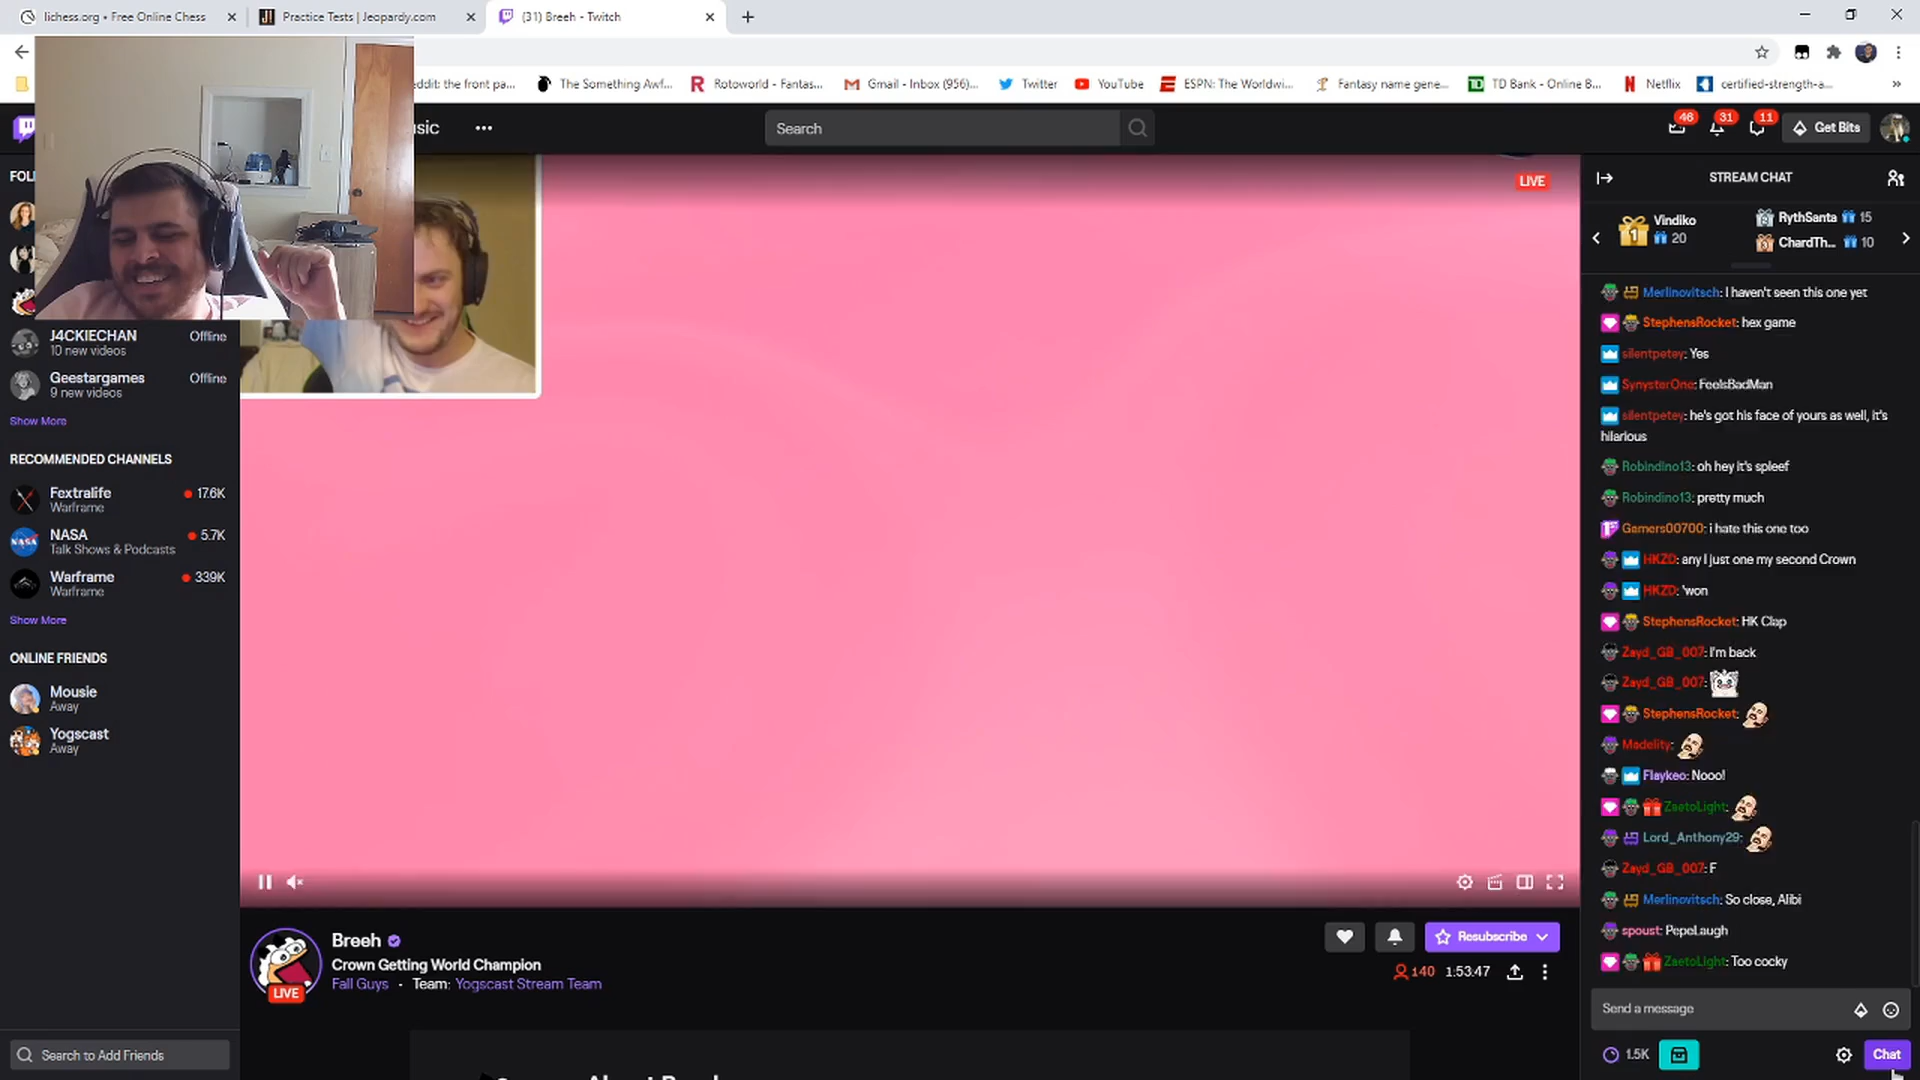 lichess.org • Free Online Chess
Practice Tests | Jeopardy.com
(31) Breeh - Twitch
eddit: the front pa...
The Something Awf...
Rotoworld - Fantas...
Gmail - Inbox (956)...
Twitter
YouTube
ESPN: The Worldwi...
Fantasy name gene...
TD Bank - Online B...
Netflix
certified-strength-a...
»
usic
Search
46
31
11
Get Bits
FOL
J4CKIECHAN
Offline
10 new videos
Geestargames
Offline
9 new videos
Show More
RECOMMENDED CHANNELS
Fextralife
17.6K
Warframe
NASA
5.7K
Talk Shows & Podcasts
Warframe
339K
Warframe
Show More
ONLINE FRIENDS
Mousie
Away
Yogscast
Away
Search to Add Friends
LIVE
Breeh
Crown Getting World Champion
Fall Guys - Team: Yogscast Stream Team
LIVE
Resubscribe
140
1:53:47
STREAM CHAT
1
Vindiko
20
RythSanta 15
ChardTh... 10
Merlinovitsch: I haven't seen this one yet
StephensRocket: hex game
silentpetey: Yes
SynysterOne: FeelsBadMan
silentpetey: he's got his face of yours as well, it's
hilarious
Robindino13: oh hey it's spleef
Robindino13: pretty much
Gamers00700: i hate this one too
HKZD: any I just one my second Crown
HKZD: 'won
StephensRocket: HK Clap
Zayd_GB_007: I'm back
Zayd_GB_007:
StephensRocket:
Madelity:
Flaykeo: Nooo!
ZaetoLight:
Lord_Anthony29:
Zayd_GB_007: F
Merlinovitsch: So close, Alibi
spoust: PepeLaugh
ZaetoLight: Too cocky
Send a message
1.5K
Chat